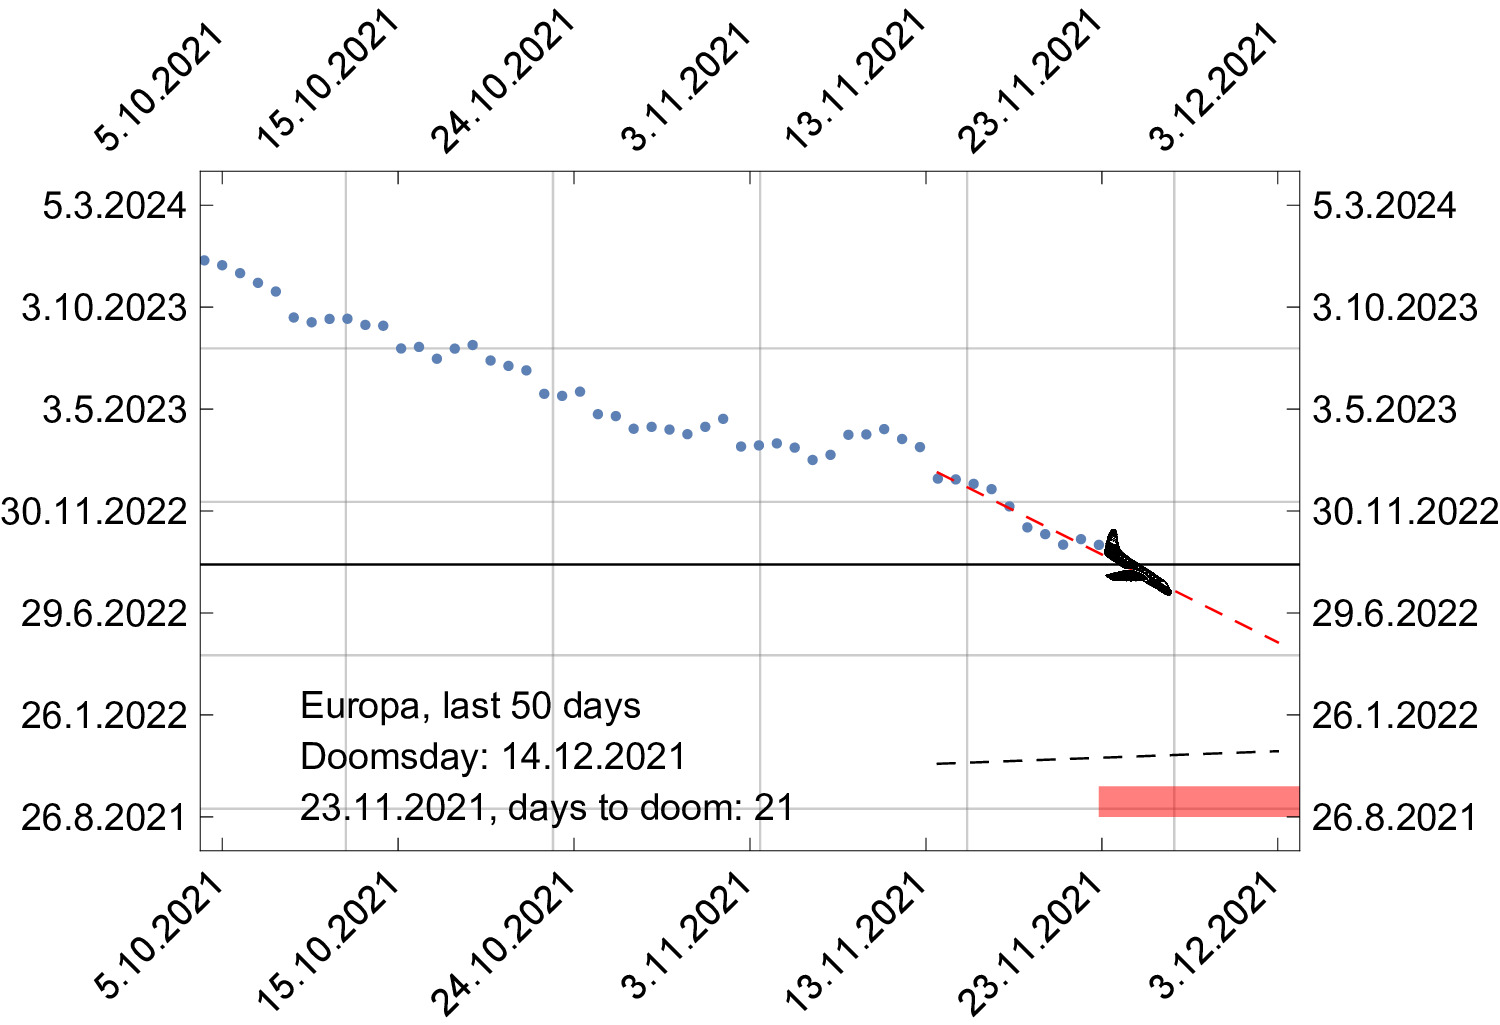 5.10.2021 15.10.2021 24.10.2021 3.11.2021 13.11.2021 23.11.2021 3.12.2021
5.3.2024 5.3.2024
3.10.2023 3.10.2023
3.5.2023 3.5.2023
30.11.2022 30.11.2022
29.6.2022 29.6.2022
26.1.2022 26.1.2022
26.8.2021 26.8.2021
Europa, last 50 days
Doomsday: 14.12.2021
23.11.2021, days to doom: 21
5.10.2021 15.10.2021 24.10.2021 3.11.2021 13.11.2021 23.11.2021 3.12.2021